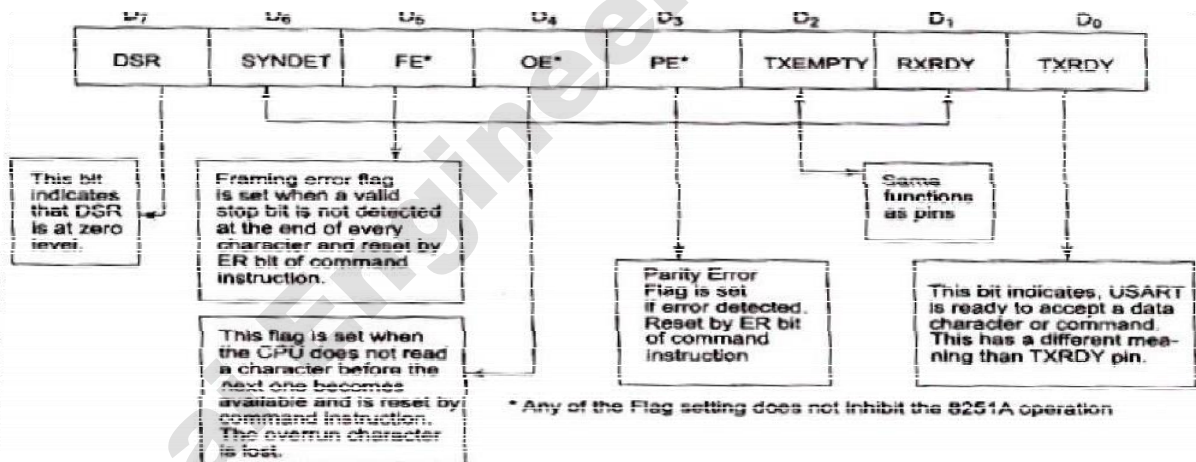 D7 D6 D5 D4 D3 D2 D1 D0
DSR SYNDET FE* OE* PE* TXEMPTY RXRDY TXRDY
This bit
indicates
that DSR
is at zero
level.
Framing error flag
is set when a valid
stop bit is not detected
at the end of every
character and reset by
ER bit of command
instruction.
This flag is set when
the CPU does not read
a character before the
next one becomes
available and is reset by
command instruction.
The overrun character
is lost.
Same
functions
as pins
Parity Error
Flag is set
if error detected.
Reset by ER bit
of command
instruction
This bit indicates, USART
is ready to accept a data
character or command.
This has a different mea-
ning than TXRDY pin.
* Any of the Flag setting does not inhibit the 8251A operation
Engineer